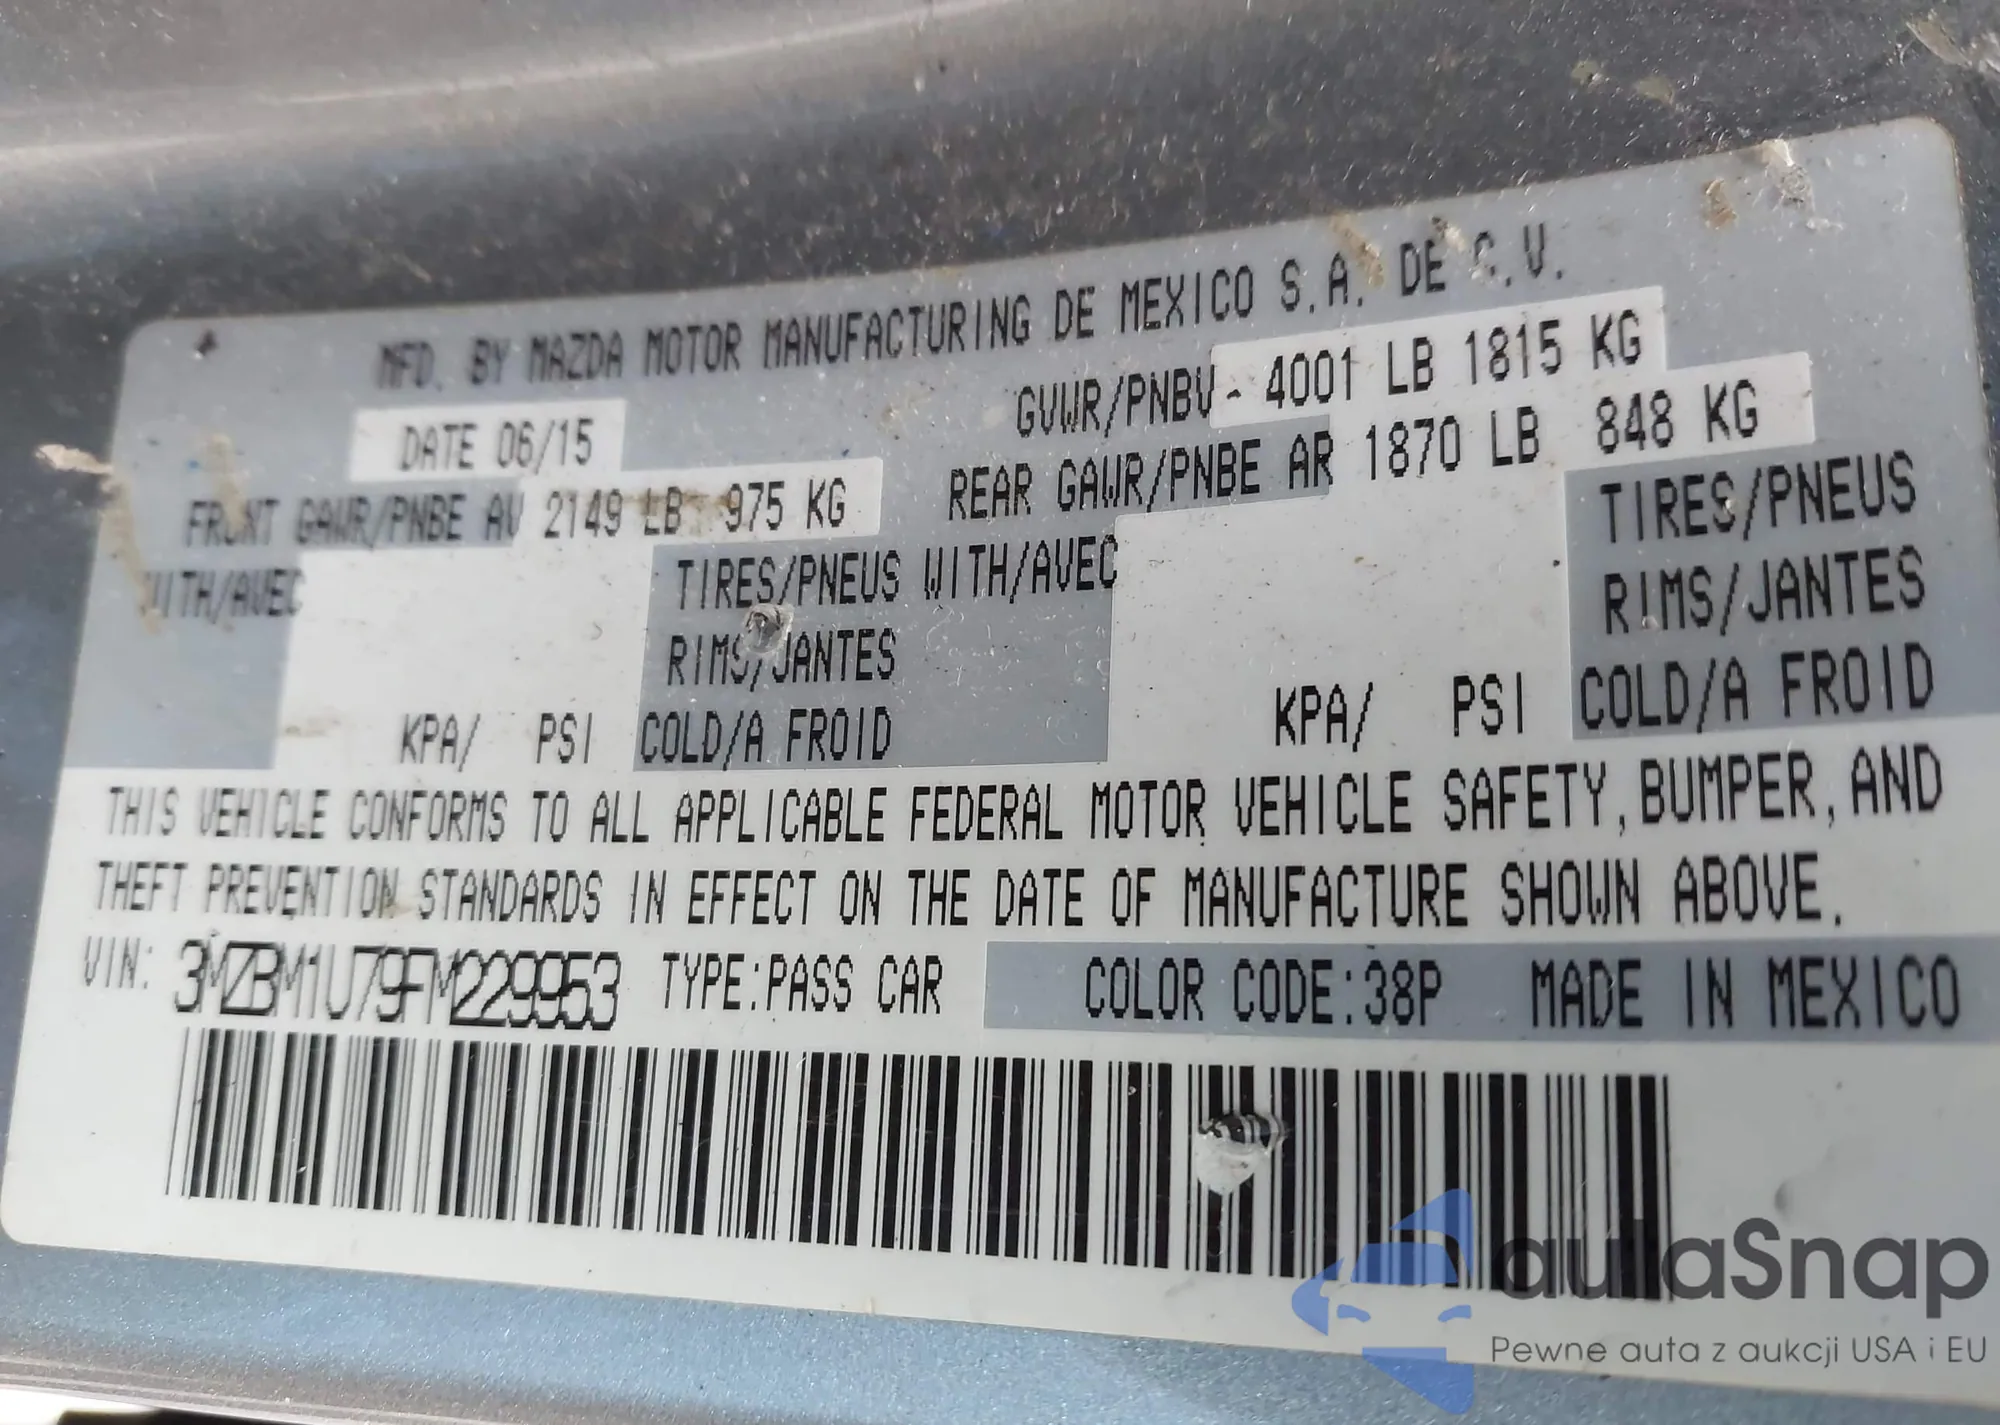 MFD. BY MAZDA MOTOR MANUFACTURING DE MEXICO S.A. DE C.V.
DATE 06/15 GVWR/PNBV- 4001 LB 1815 KG
FRONT GAWR/PNBE AV 2149 LB 975 KG REAR GAWR/PNBE AR 1870 LB 848 KG
WITH/AVEC TIRES/PNEUS WITH/AVEC TIRES/PNEUS
RIMS/JANTES RIMS/JANTES
KPA/ PSI COLD/A FROID KPA/ PSI COLD/A FROID
THIS VEHICLE CONFORMS TO ALL APPLICABLE FEDERAL MOTOR VEHICLE SAFETY,BUMPER,AND
THEFT PREVENTION STANDARDS IN EFFECT ON THE DATE OF MANUFACTURE SHOWN ABOVE.
VIN: 3MZBM1U79FM229953 TYPE:PASS CAR COLOR CODE:38P MADE IN MEXICO
aulaSnap
Pewne auta z aukcji USA i EU